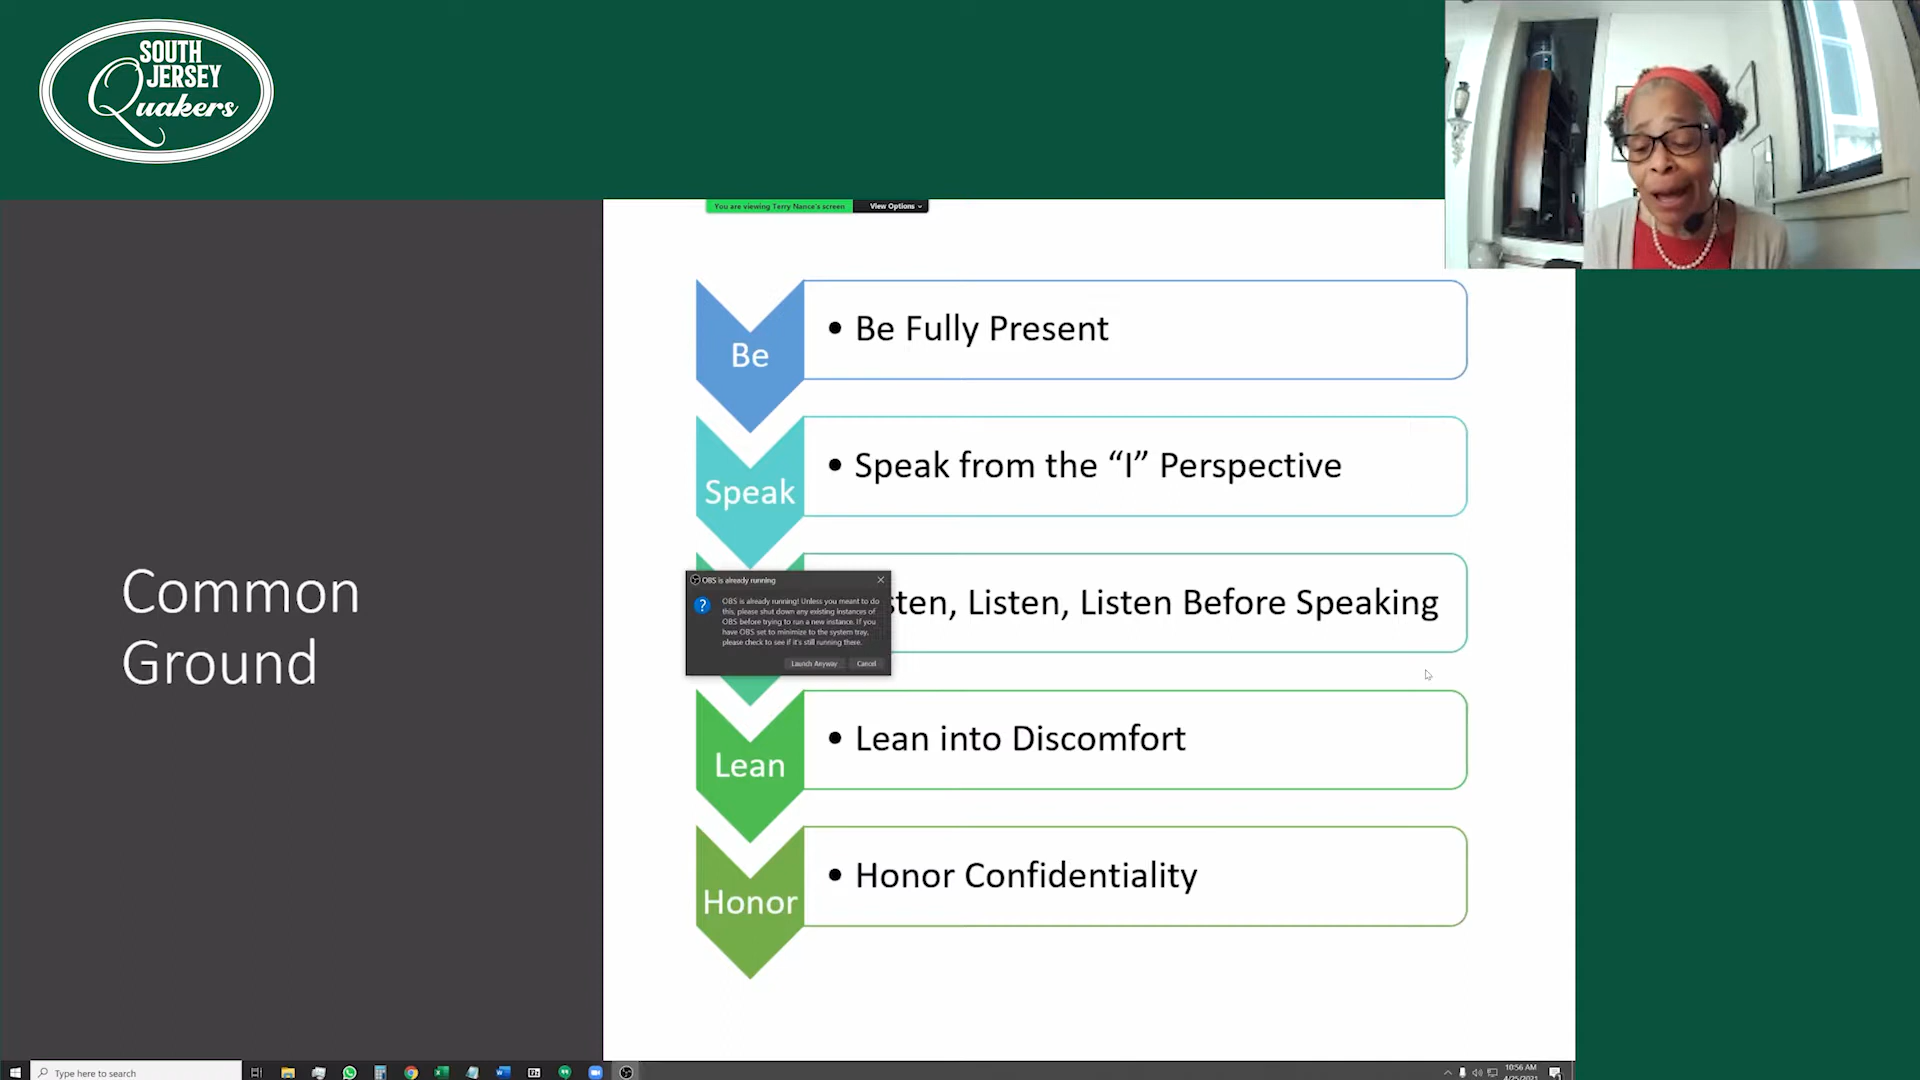 SOUTH
JERSEY
Quakers
You are viewing Terry Nance's screen
View Options
Be
• Be Fully Present
Speak
• Speak from the “I” Perspective
sten, Listen, Listen Before Speaking
OBS is already running
OBS is already running! Unless you meant to do
this, please shut down any existing instances of
OBS before trying to run a new instance. If you
have OBS set to minimize to the system tray,
please check to see if it's still running there.
Launch Anyway
Cancel
Lean
• Lean into Discomfort
Honor
• Honor Confidentiality
Common
Ground
Type here to search
10:56 AM
4/25/2021